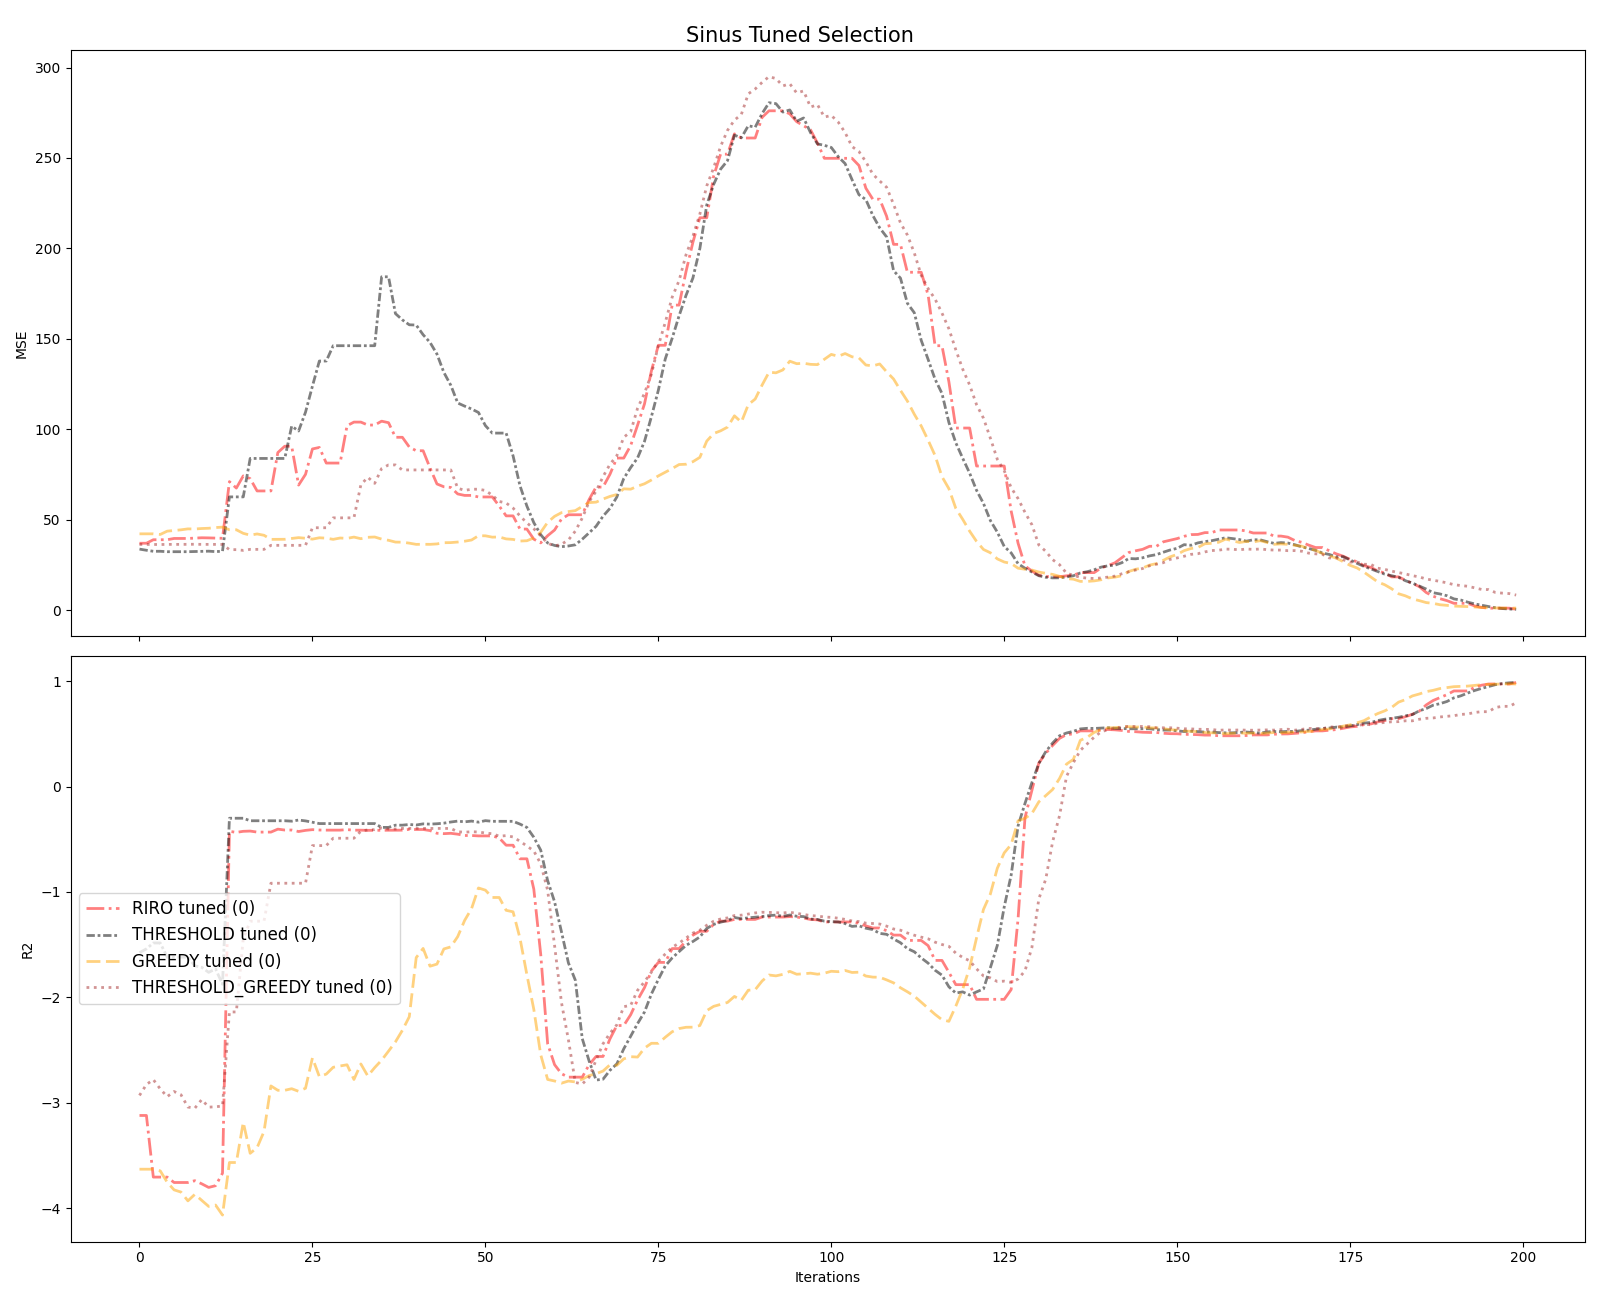 Sinus Tuned Selection
300
250
200
150
100
50
0
MSE
1
0
−1
−2
−3
−4
R2
RIRO tuned (0)
THRESHOLD tuned (0)
GREEDY tuned (0)
THRESHOLD_GREEDY tuned (0)
0 25 50 75 100 125 150 175 200
Iterations